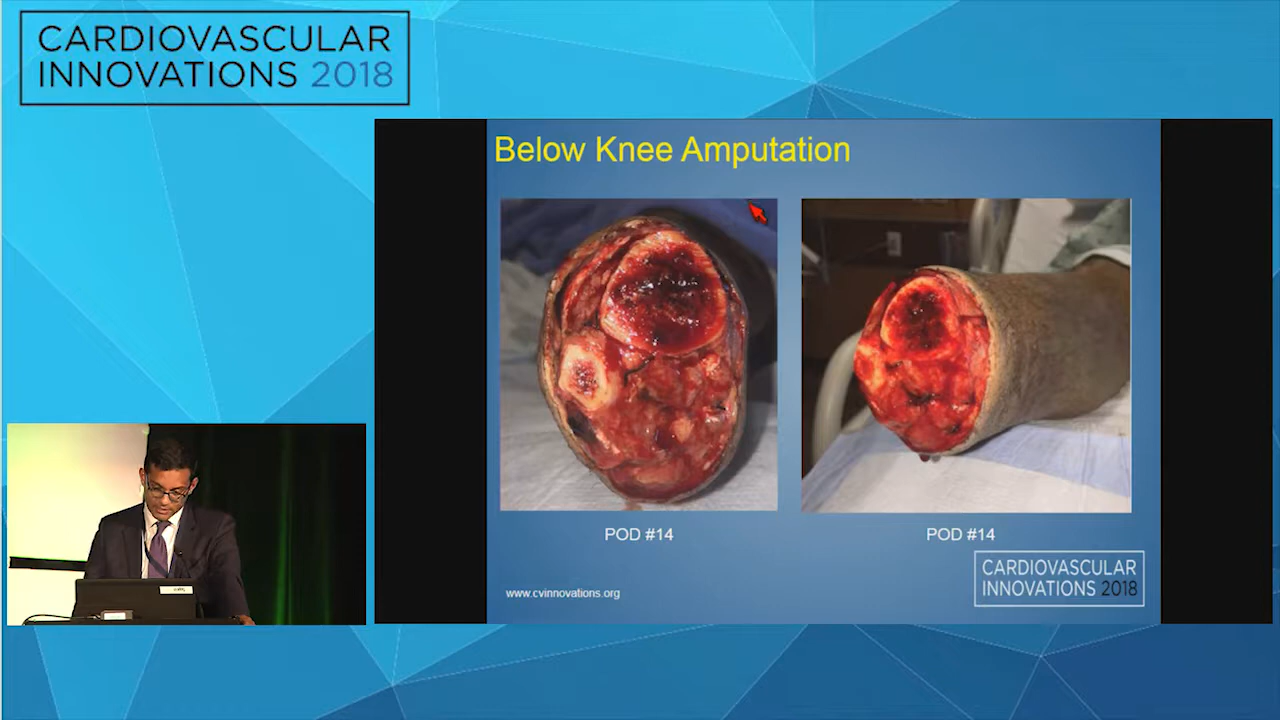 CARDIOVASCULAR
INNOVATIONS 2018
Below Knee Amputation
POD #14
POD #14
www.cvinnovations.org
CARDIOVASCULAR
INNOVATIONS 2018